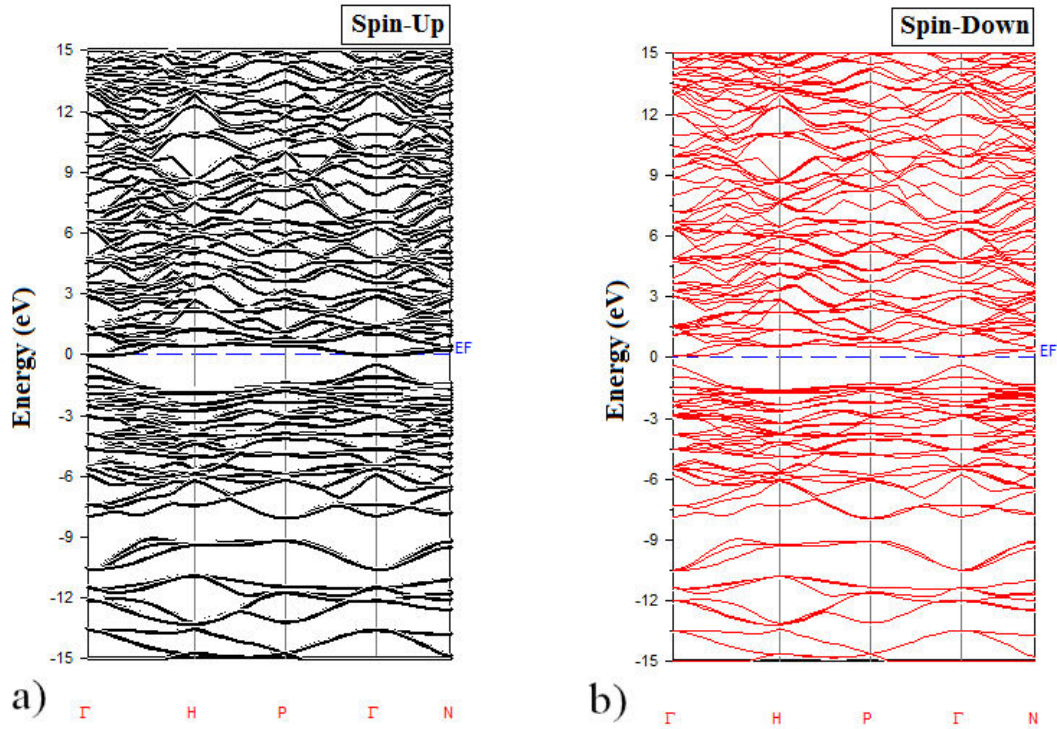 Spin-Up
Energy (eV)
15
12
9
6
3
0
-3
-6
-9
-12
-15
EF
a)
Γ H P Γ N
Spin-Down
Energy (eV)
15
12
9
6
3
0
-3
-6
-9
-12
-15
EF
b)
Γ H P Γ N